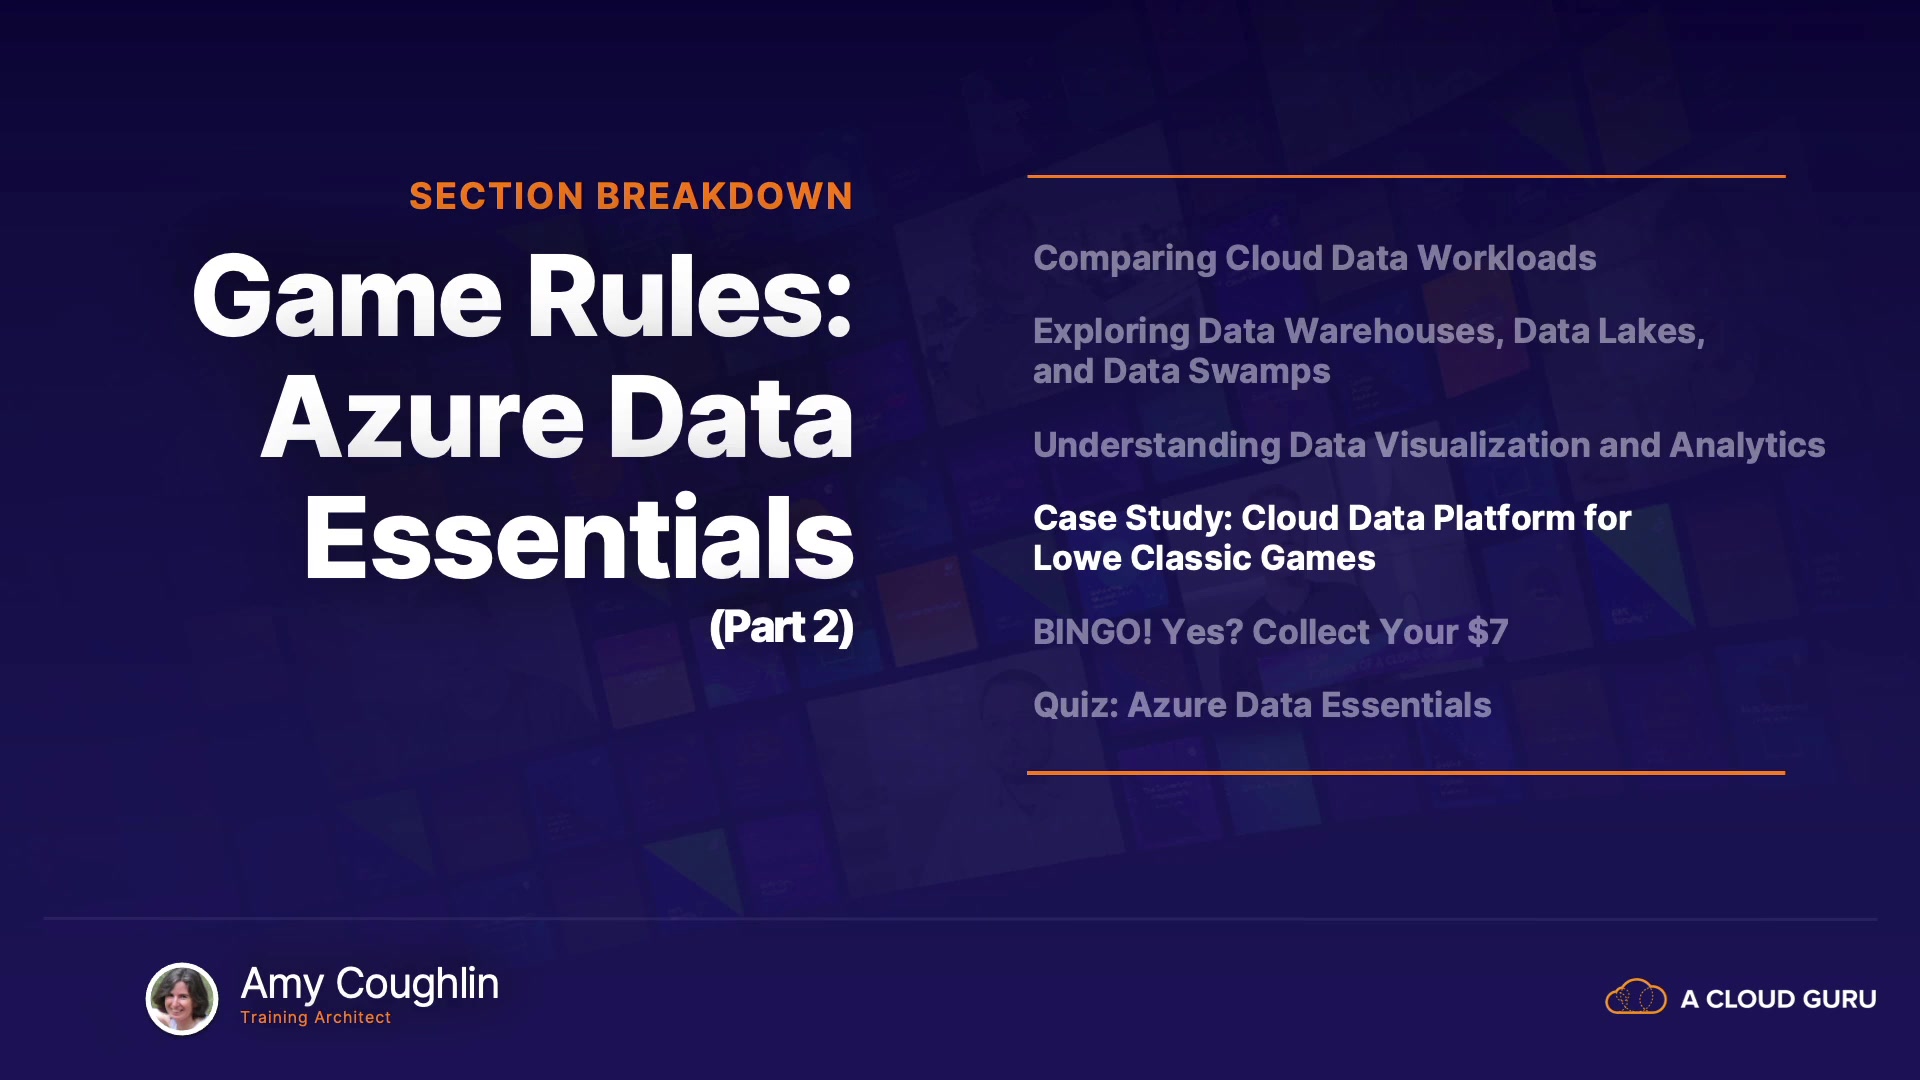 SECTION BREAKDOWN
Game Rules:
Azure Data
Essentials
(Part 2)
Comparing Cloud Data Workloads
Exploring Data Warehouses, Data Lakes,
and Data Swamps
Understanding Data Visualization and Analytics
Case Study: Cloud Data Platform for
Lowe Classic Games
BINGO! Yes? Collect Your $7
Quiz: Azure Data Essentials
Amy Coughlin
Training Architect
A CLOUD GURU